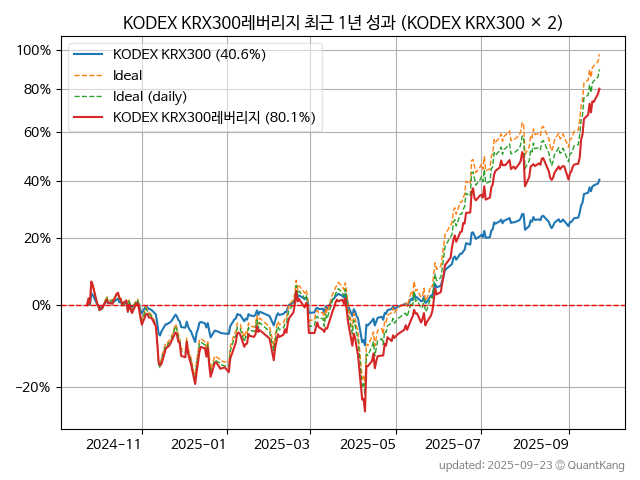 KODEX KRX300레버리지 최근 1년 성과 (KODEX KRX300 × 2)
KODEX KRX300 (40.6%)
Ideal
Ideal (daily)
KODEX KRX300레버리지 (80.1%)
100%
80%
60%
40%
20%
0%
−20%
2024-11
2025-01
2025-03
2025-05
2025-07
2025-09
updated: 2025-09-23 ⓒ QuantKang